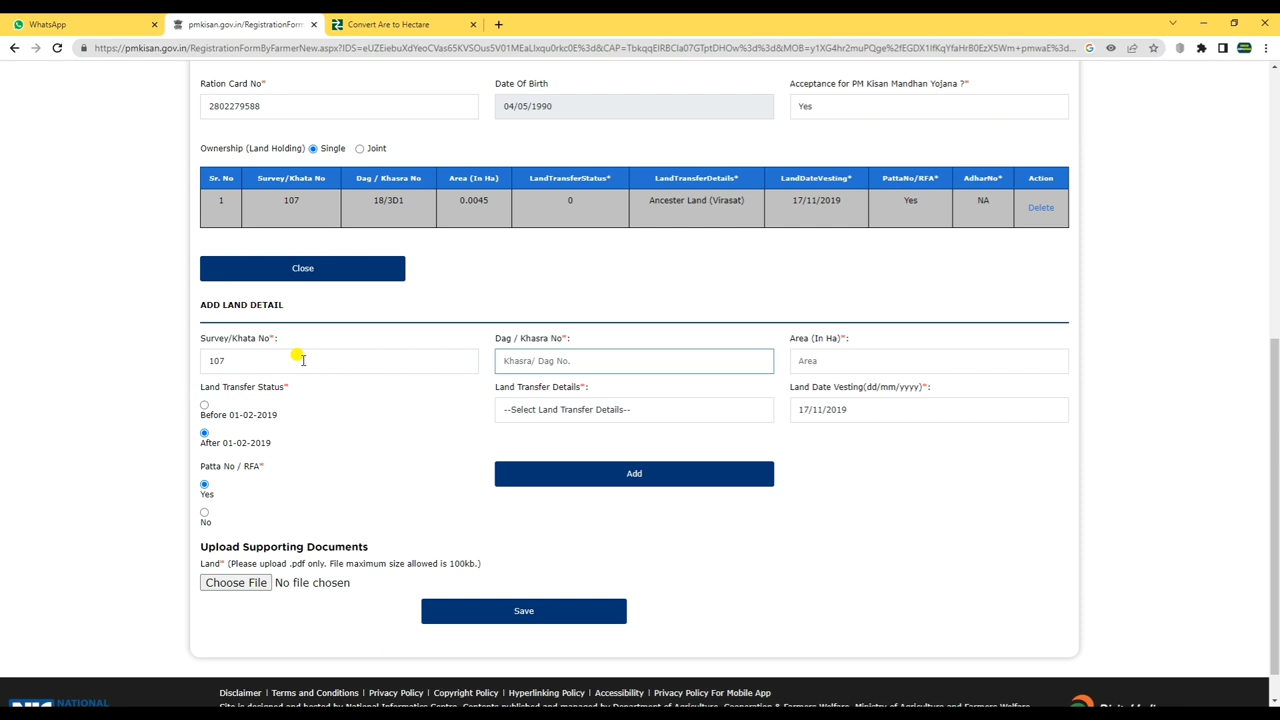 WhatsApp
pmkisan.gov.in/RegistrationForm
Convert Are to Hectare
https://pmkisan.gov.in/RegistrationFormByFarmerNew.aspx?IDS=
Ration Card No* Date Of Birth Acceptance for PM Kisan Mandhan Yojana ?*
2802279588 04/05/1990 Yes
Ownership (Land Holding) Single Joint
Sr. No Survey/Khata No Dag / Khasra No Area (In Ha) LandTransferStatus* LandTransferDetails* LandDateVesting* PattaNo/RFA* AdharNo* Action
1 107 18/3D1 0.0045 0 Ancester Land (Virasat) 17/11/2019 Yes NA Delete
Close
ADD LAND DETAIL
Survey/Khata No*: Dag / Khasra No*: Area (In Ha)*:
107 Khasra/ Dag No. Area
Land Transfer Status* Land Transfer Details*: Land Date Vesting(dd/mm/yyyy)*:
--Select Land Transfer Details-- 17/11/2019
Before 01-02-2019
After 01-02-2019
Patta No / RFA*
Add
Yes
No
Upload Supporting Documents
Land* (Please upload .pdf only. File maximum size allowed is 100kb.)
Choose File No file chosen
Save
Disclaimer | Terms and Conditions | Privacy Policy | Copyright Policy | Hyperlinking Policy | Accessibility | Privacy Policy For Mobile App
NATIONAL